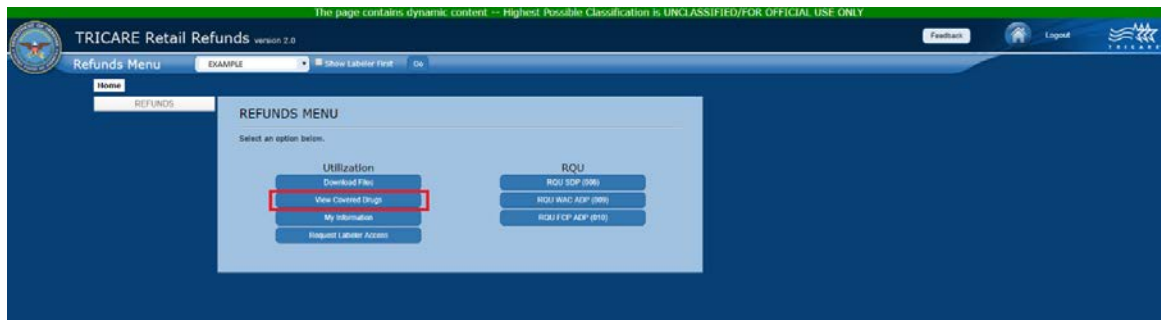 The page contains dynamic content -- Highest Possible Classification is UNCLASSIFIED/FOR OFFICIAL USE ONLY
TRICARE Retail Refunds version 2.0
Feedback
Logout
TRICARE
Refunds Menu
EXAMPLE
Show Labeler First
Go
Home
REFUNDS
REFUNDS MENU
Select an option below.
Utilization
Download Files
View Covered Drugs
My Information
Request Labeler Access
RQU
RQU SDP (006)
RQU WAC ADP (009)
RQU FCP ADP (010)